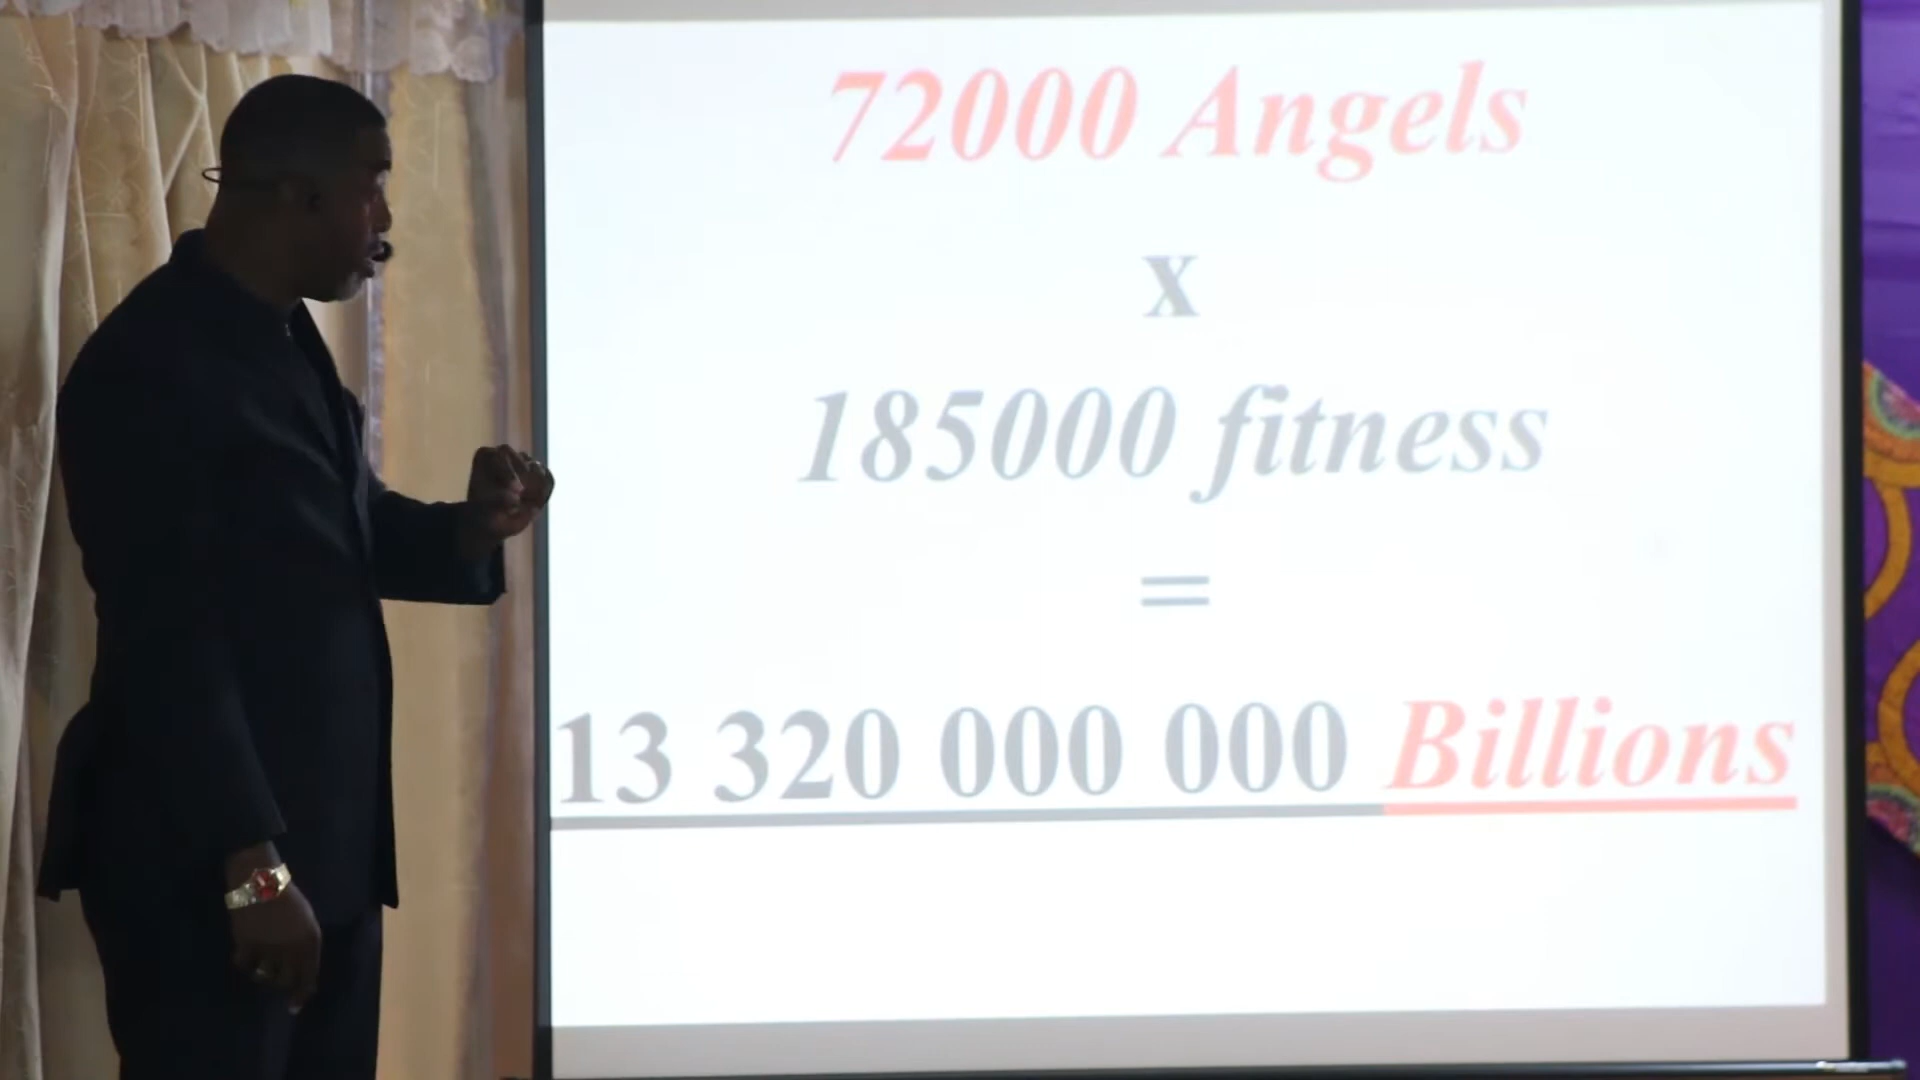 72000 Angels
x
185000 fitness
=
13 320 000 000 Billions